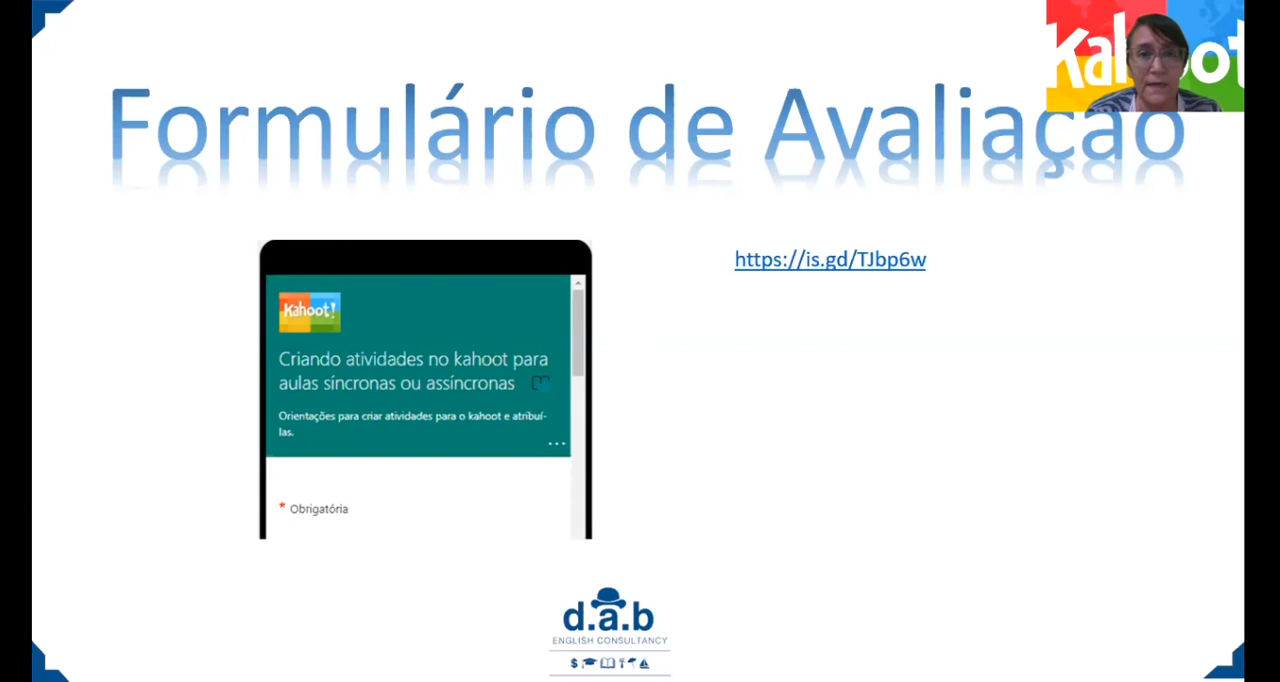 Kahoot
Formulário de Avaliação
https://is.gd/TJbp6w
Kahoot!
Criando atividades no kahoot para
aulas síncronas ou assíncronas
Orientações para criar atividades para o kahoot e atribuí-
las.
...
* Obrigatória
d.a.b
ENGLISH CONSULTANCY